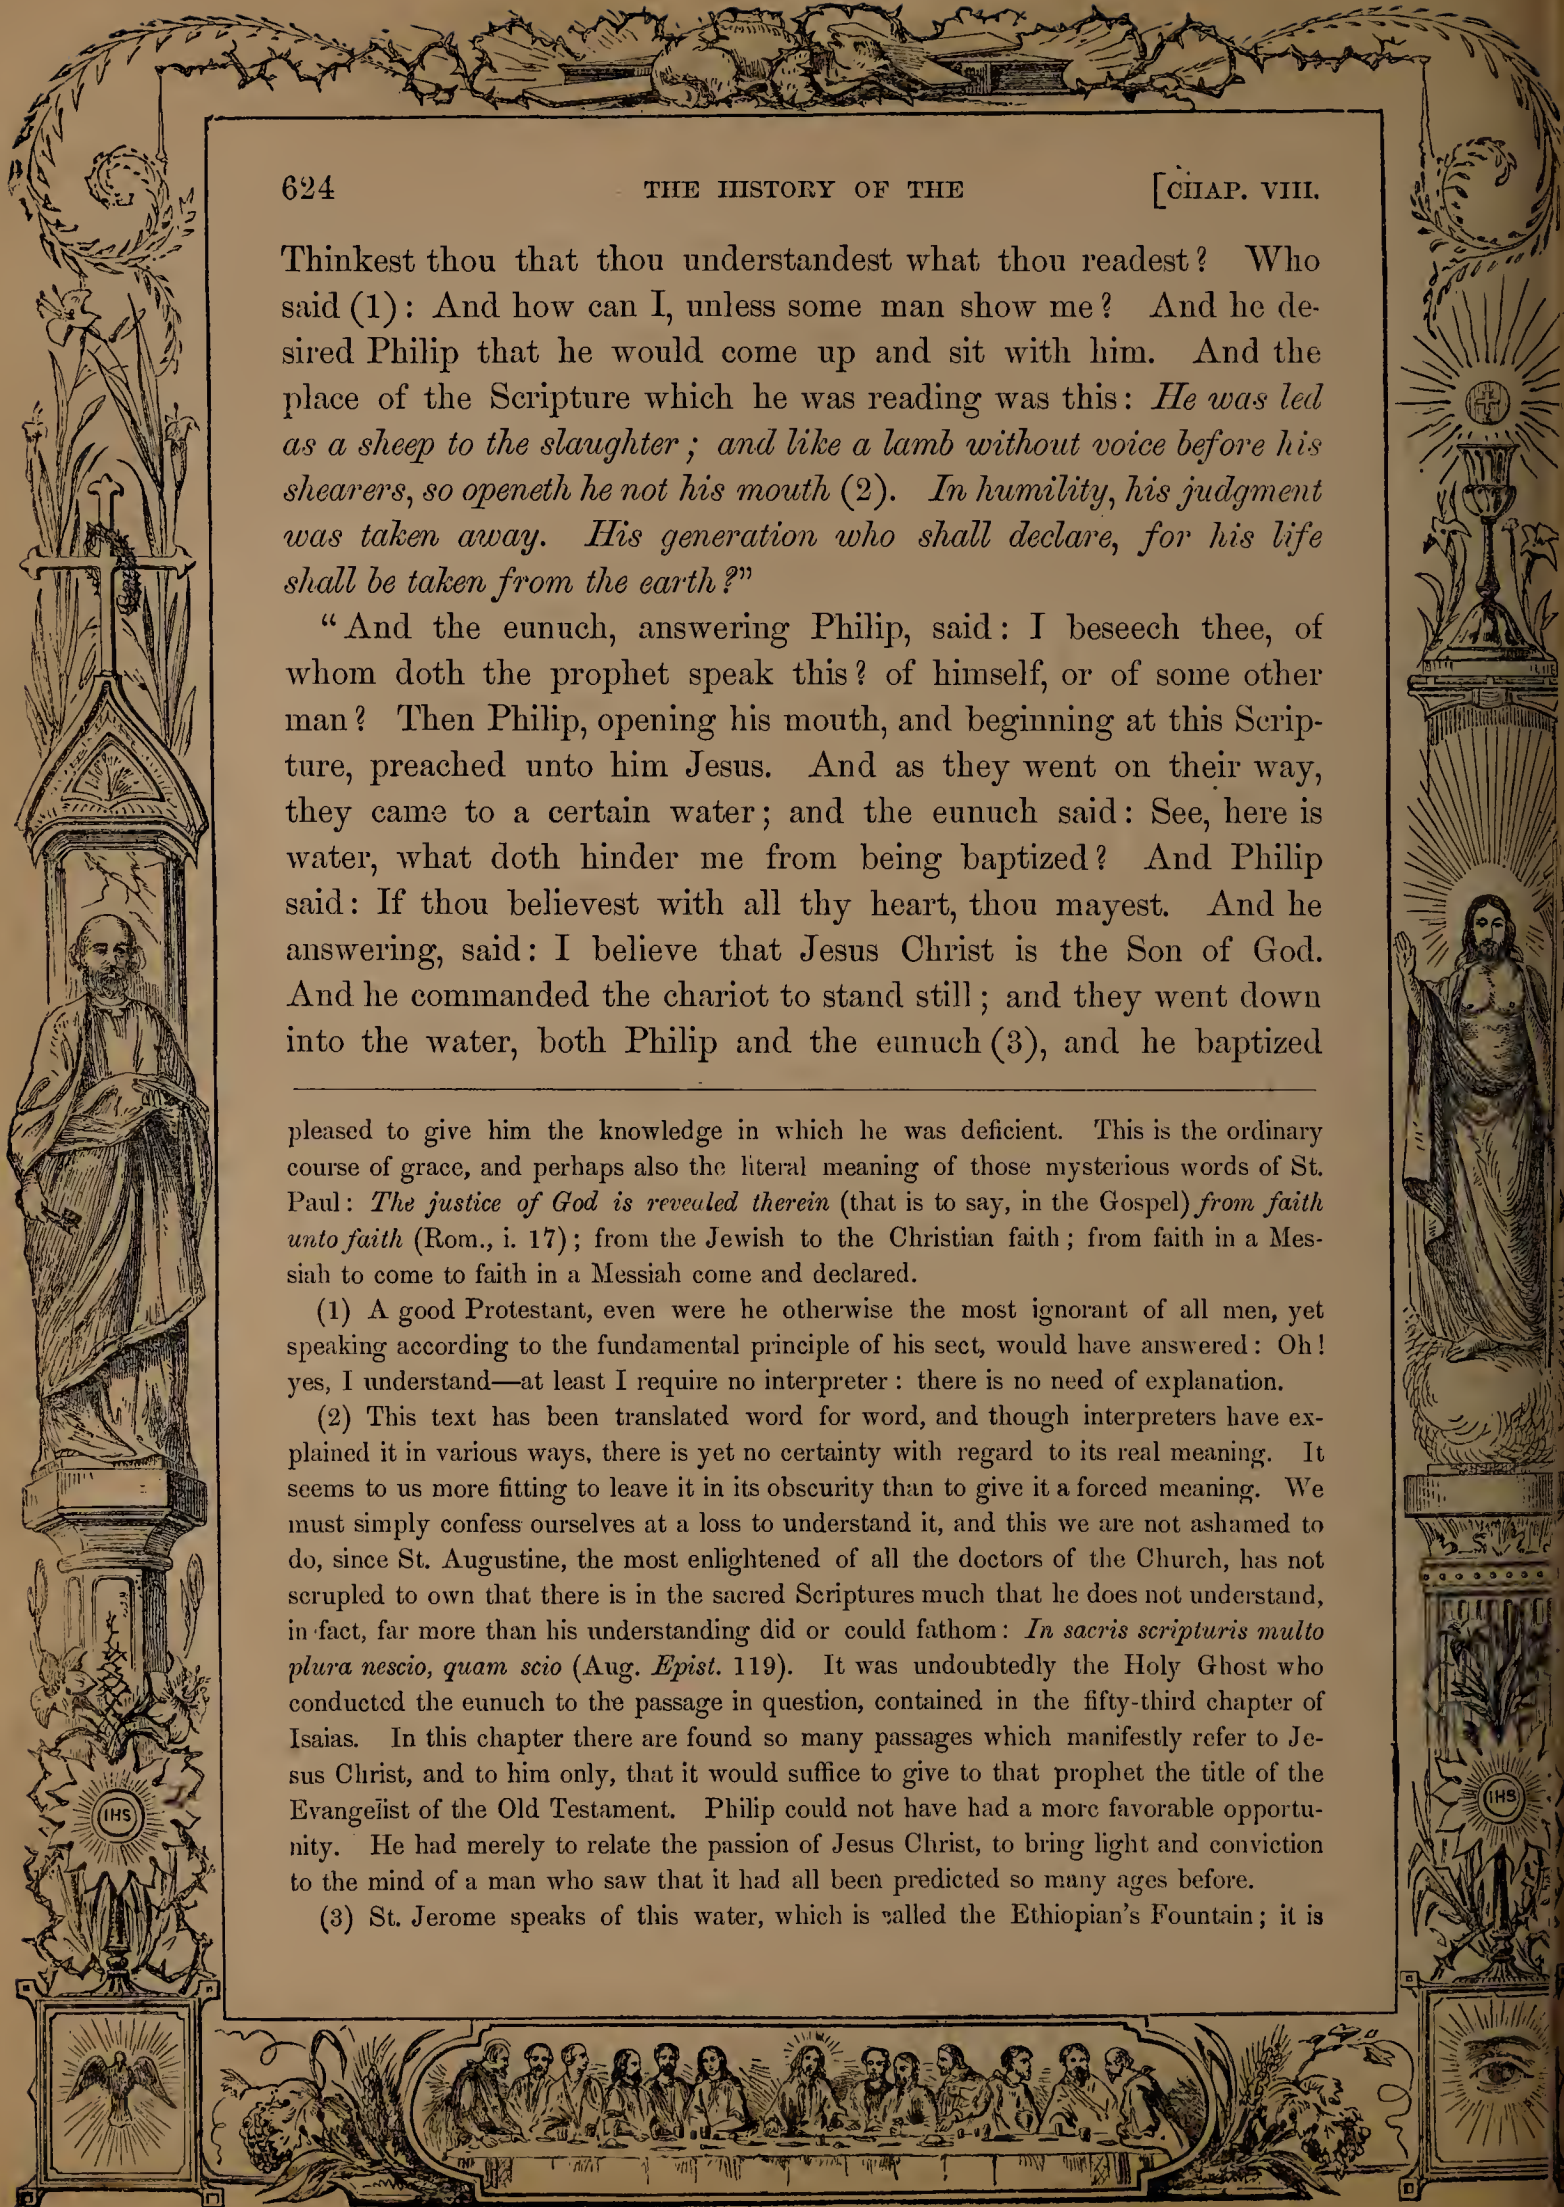 624 THE HISTORY OF THE [CHAP. VIII.
Thinkest thou that thou understandest what thou readest? Who
said (1): And how can I, unless some man show me? And he de-
sired Philip that he would come up and sit with him. And the
place of the Scripture which he was reading was this: He was led
as a sheep to the slaughter; and like a lamb without voice before his
shearers, so openeth he not his mouth (2). In humility, his judgment
was taken away. His generation who shall declare, for his life
shall be taken from the earth?"
"And the eunuch, answering Philip, said: I beseech thee, of
whom doth the prophet speak this? of himself, or of some other
man? Then Philip, opening his mouth, and beginning at this Scrip-
ture, preached unto him Jesus. And as they went on their way,
they came to a certain water; and the eunuch said: See, here is
water, what doth hinder me from being baptized? And Philip
said: If thou believest with all thy heart, thou mayest. And he
answering, said: I believe that Jesus Christ is the Son of God.
And he commanded the chariot to stand still; and they went down
into the water, both Philip and the eunuch (3), and he baptized
pleased to give him the knowledge in which he was deficient. This is the ordinary
course of grace, and perhaps also the literal meaning of those mysterious words of St.
Paul: The justice of God is revealed therein (that is to say, in the Gospel) from faith
unto faith (Rom., i. 17); from the Jewish to the Christian faith; from faith in a Mes-
siah to come to faith in a Messiah come and declared.
(1) A good Protestant, even were he otherwise the most ignorant of all men, yet
speaking according to the fundamental principle of his sect, would have answered: Oh!
yes, I understand—at least I require no interpreter: there is no need of explanation.
(2) This text has been translated word for word, and though interpreters have ex-
plained it in various ways, there is yet no certainty with regard to its real meaning. It
seems to us more fitting to leave it in its obscurity than to give it a forced meaning. We
must simply confess ourselves at a loss to understand it, and this we are not ashamed to
do, since St. Augustine, the most enlightened of all the doctors of the Church, has not
scrupled to own that there is in the sacred Scriptures much that he does not understand,
in fact, far more than his understanding did or could fathom: In sacris scripturis multo
plura nescio, quam scio (Aug. Epist. 119). It was undoubtedly the Holy Ghost who
conducted the eunuch to the passage in question, contained in the fifty-third chapter of
Isaias. In this chapter there are found so many passages which manifestly refer to Je-
sus Christ, and to him only, that it would suffice to give to that prophet the title of the
Evangelist of the Old Testament. Philip could not have had a more favorable opportu-
nity. He had merely to relate the passion of Jesus Christ, to bring light and conviction
to the mind of a man who saw that it had all been predicted so many ages before.
(3) St. Jerome speaks of this water, which is called the Ethiopian's Fountain; it is
IHS
IHS